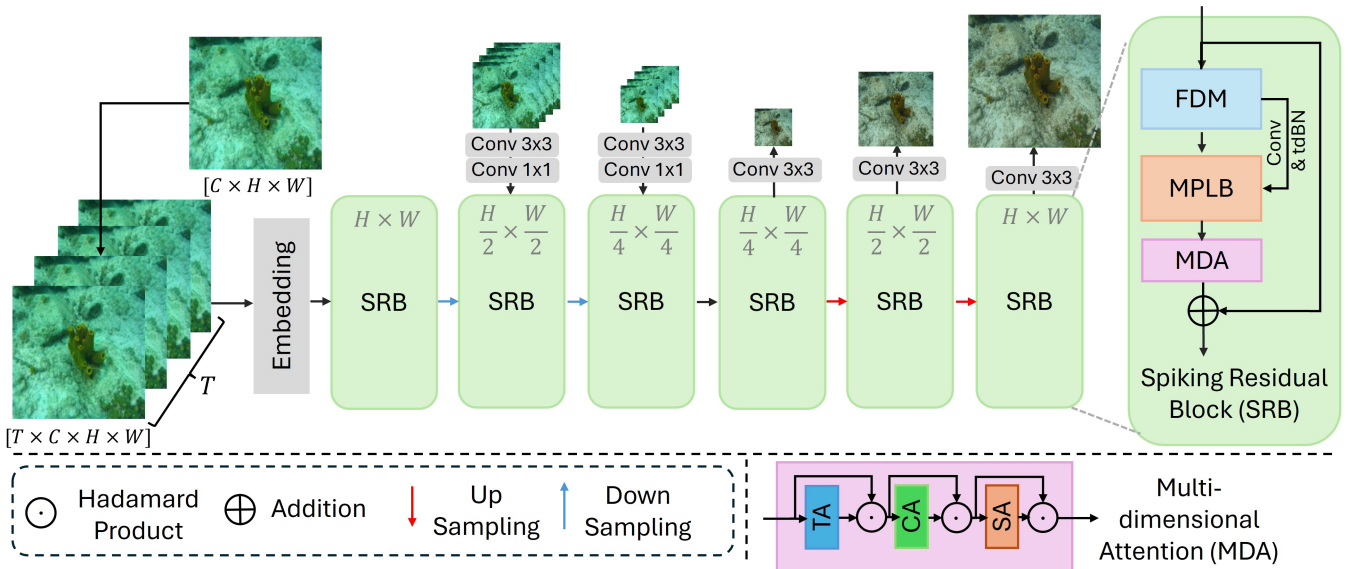 [C × H × W]
[T × C × H × W]
T
Embedding
H × W
SRB
Conv 3x3
Conv 1x1
H/2 × W/2
SRB
Conv 3x3
Conv 1x1
H/4 × W/4
SRB
Conv 3x3
H/4 × W/4
SRB
Conv 3x3
H/2 × W/2
SRB
Conv 3x3
H × W
SRB
FDM
Conv
& tdBN
MPLB
MDA
Spiking Residual
Block (SRB)
Hadamard
Product
Addition
Up
Sampling
Down
Sampling
TA
CA
SA
Multi-
dimensional
Attention (MDA)